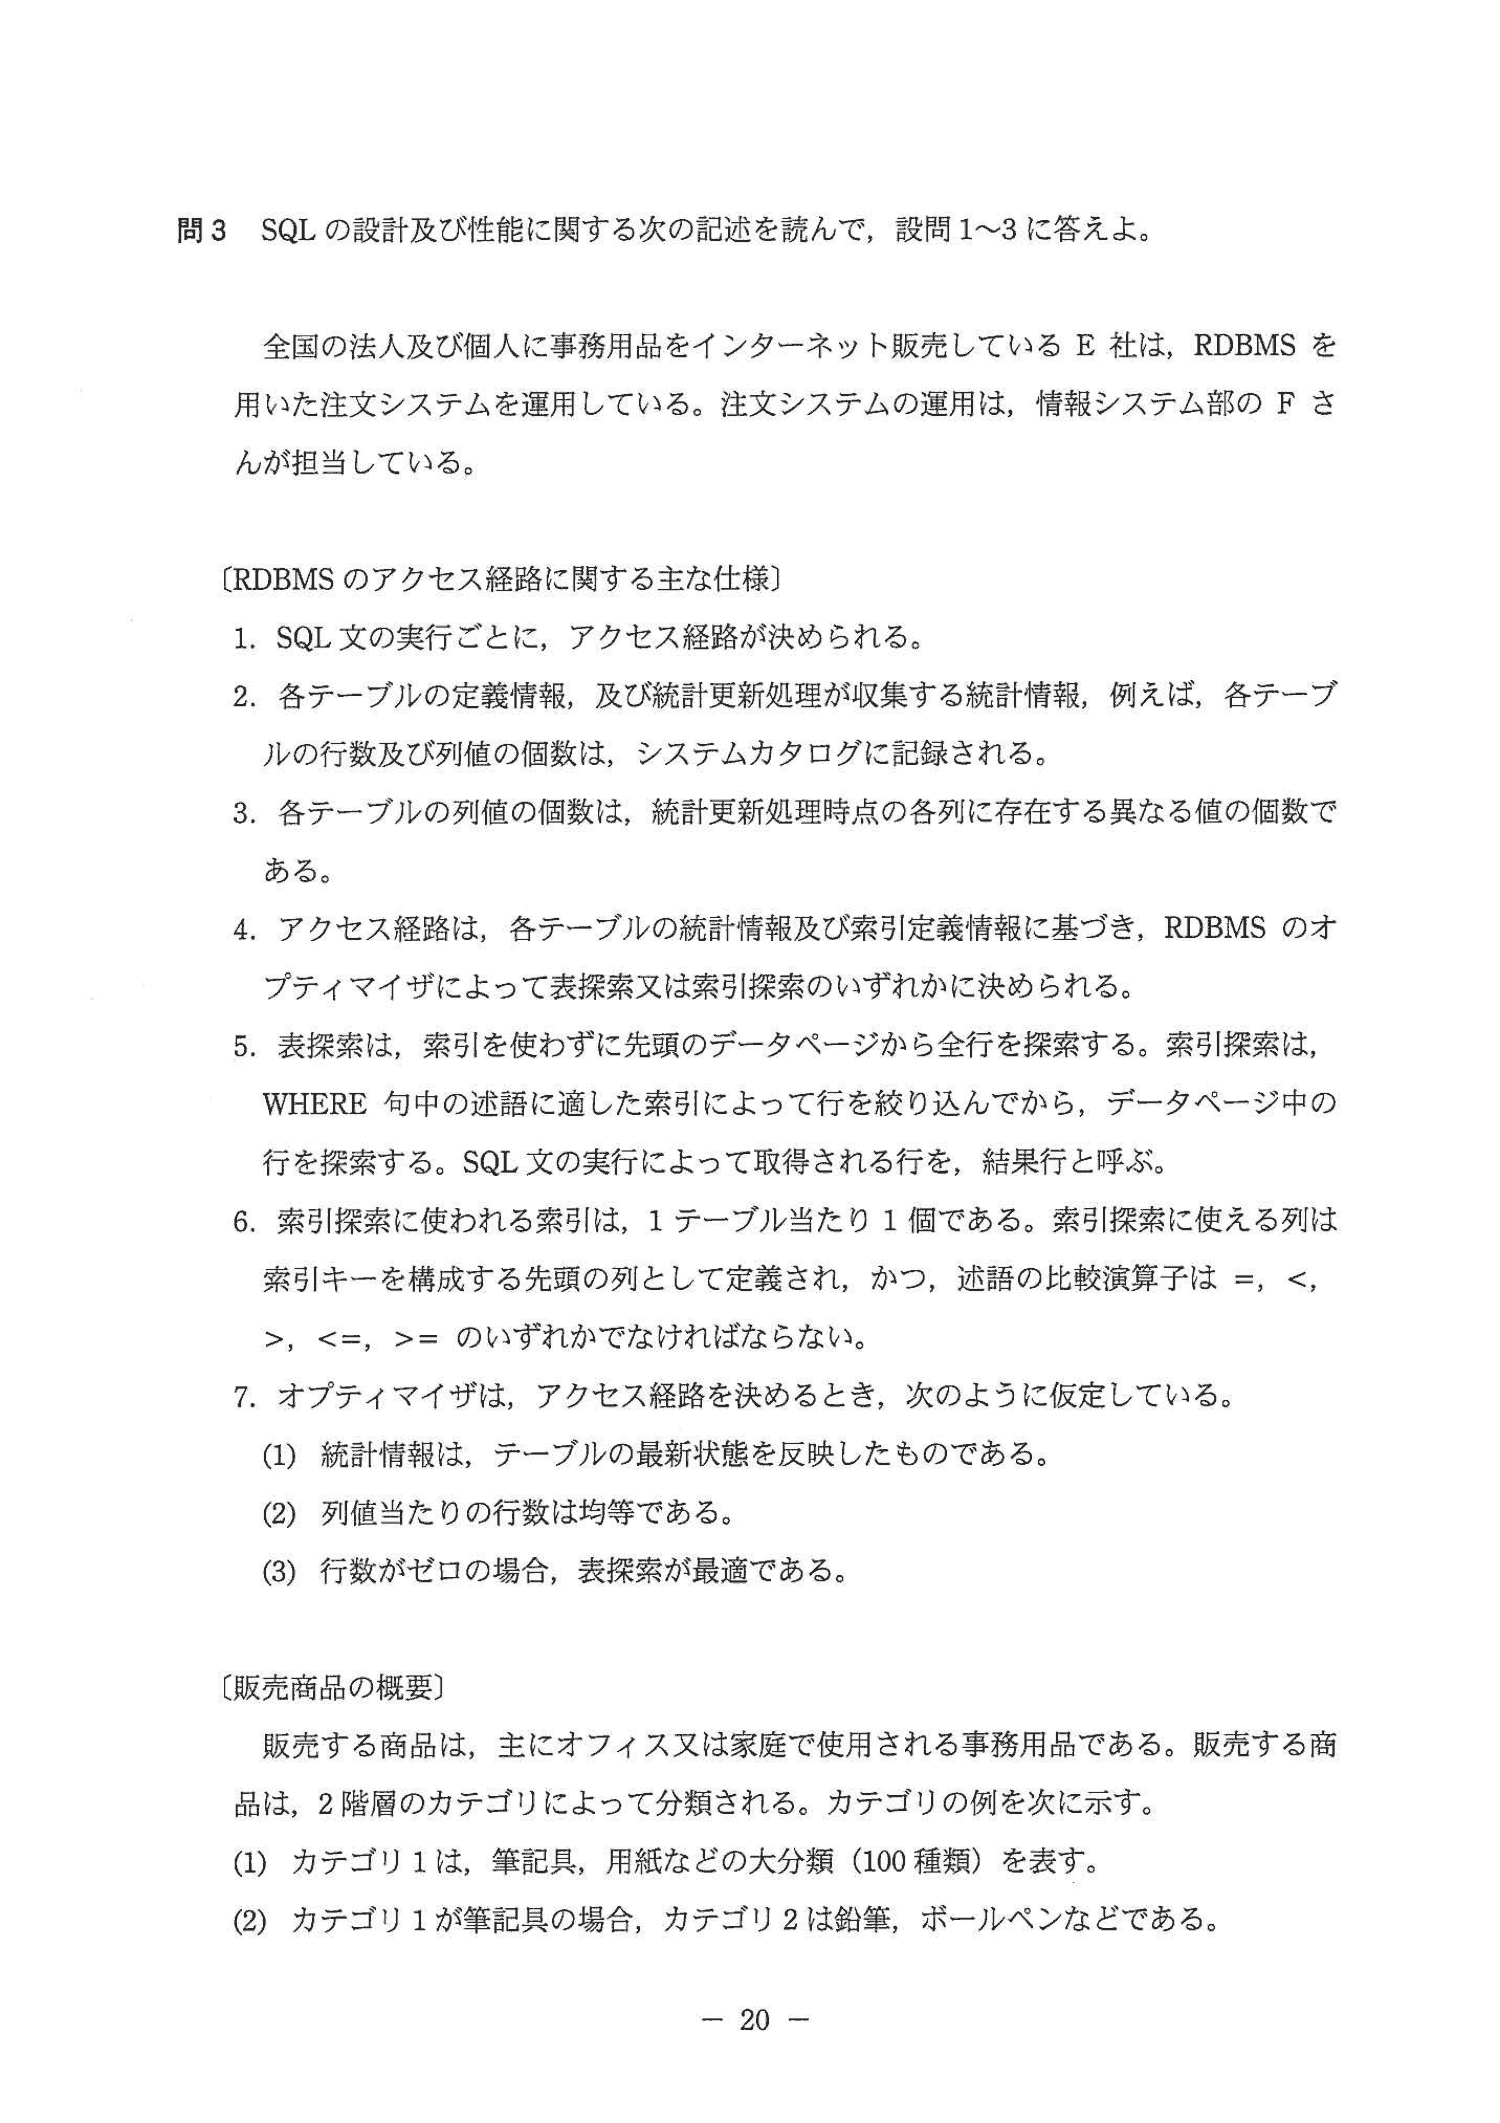 問3 SQL の設計及び性能に関する次の記述を読んで，設問 1～3 に答えよ。
全国の法人及び個人に事務用品をインターネット販売している E 社は，RDBMS を
用いた注文システムを運用している。注文システムの運用は，情報システム部の F さ
んが担当している。
〔RDBMS のアクセス経路に関する主な仕様〕
1. SQL 文の実行ごとに，アクセス経路が決められる。
2. 各テーブルの定義情報，及び統計更新処理が収集する統計情報，例えば，各テーブ
ルの行数及び列値の個数は，システムカタログに記録される。
3. 各テーブルの列値の個数は，統計更新処理時点の各列に存在する異なる値の個数で
ある。
4. アクセス経路は，各テーブルの統計情報及び索引定義情報に基づき，RDBMS のオ
プティマイザによって表探索又は索引探索のいずれかに決められる。
5. 表探索は，索引を使わずに先頭のデータページから全行を探索する。索引探索は，
WHERE 句中の述語に適した索引によって行を絞り込んでから，データページ中の
行を探索する。SQL 文の実行によって取得される行を，結果行と呼ぶ。
6. 索引探索に使われる索引は，1 テーブル当たり 1 個である。索引探索に使える列は
索引キーを構成する先頭の列として定義され，かつ，述語の比較演算子は =，<，
>，<=，>= のいずれかでなければならない。
7. オプティマイザは，アクセス経路を決めるとき，次のように仮定している。
(1) 統計情報は，テーブルの最新状態を反映したものである。
(2) 列値当たりの行数は均等である。
(3) 行数がゼロの場合，表探索が最適である。
〔販売商品の概要〕
販売する商品は，主にオフィス又は家庭で使用される事務用品である。販売する商
品は，2 階層のカテゴリによって分類される。カテゴリの例を次に示す。
(1) カテゴリ 1 は，筆記具，用紙などの大分類（100 種類）を表す。
(2) カテゴリ 1 が筆記具の場合，カテゴリ 2 は鉛筆，ボールペンなどである。
－ 20 －